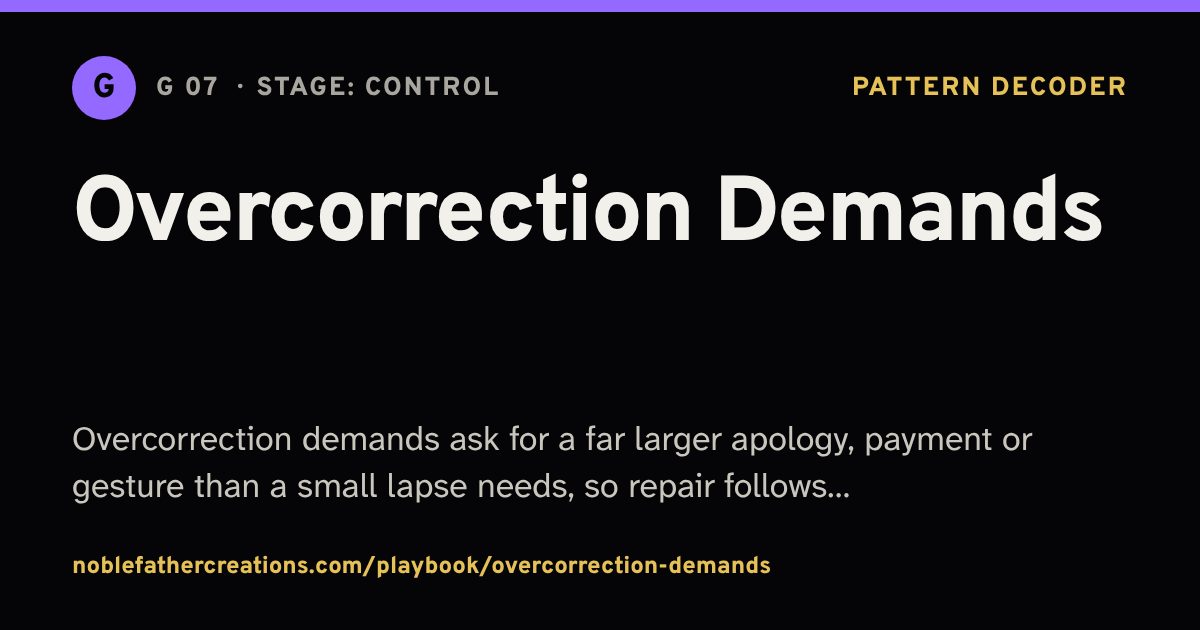 G
G 07 · STAGE: CONTROL
PATTERN DECODER
Overcorrection Demands
Overcorrection demands ask for a far larger apology, payment or
gesture than a small lapse needs, so repair follows...
noblefathercreations.com/playbook/overcorrection-demands